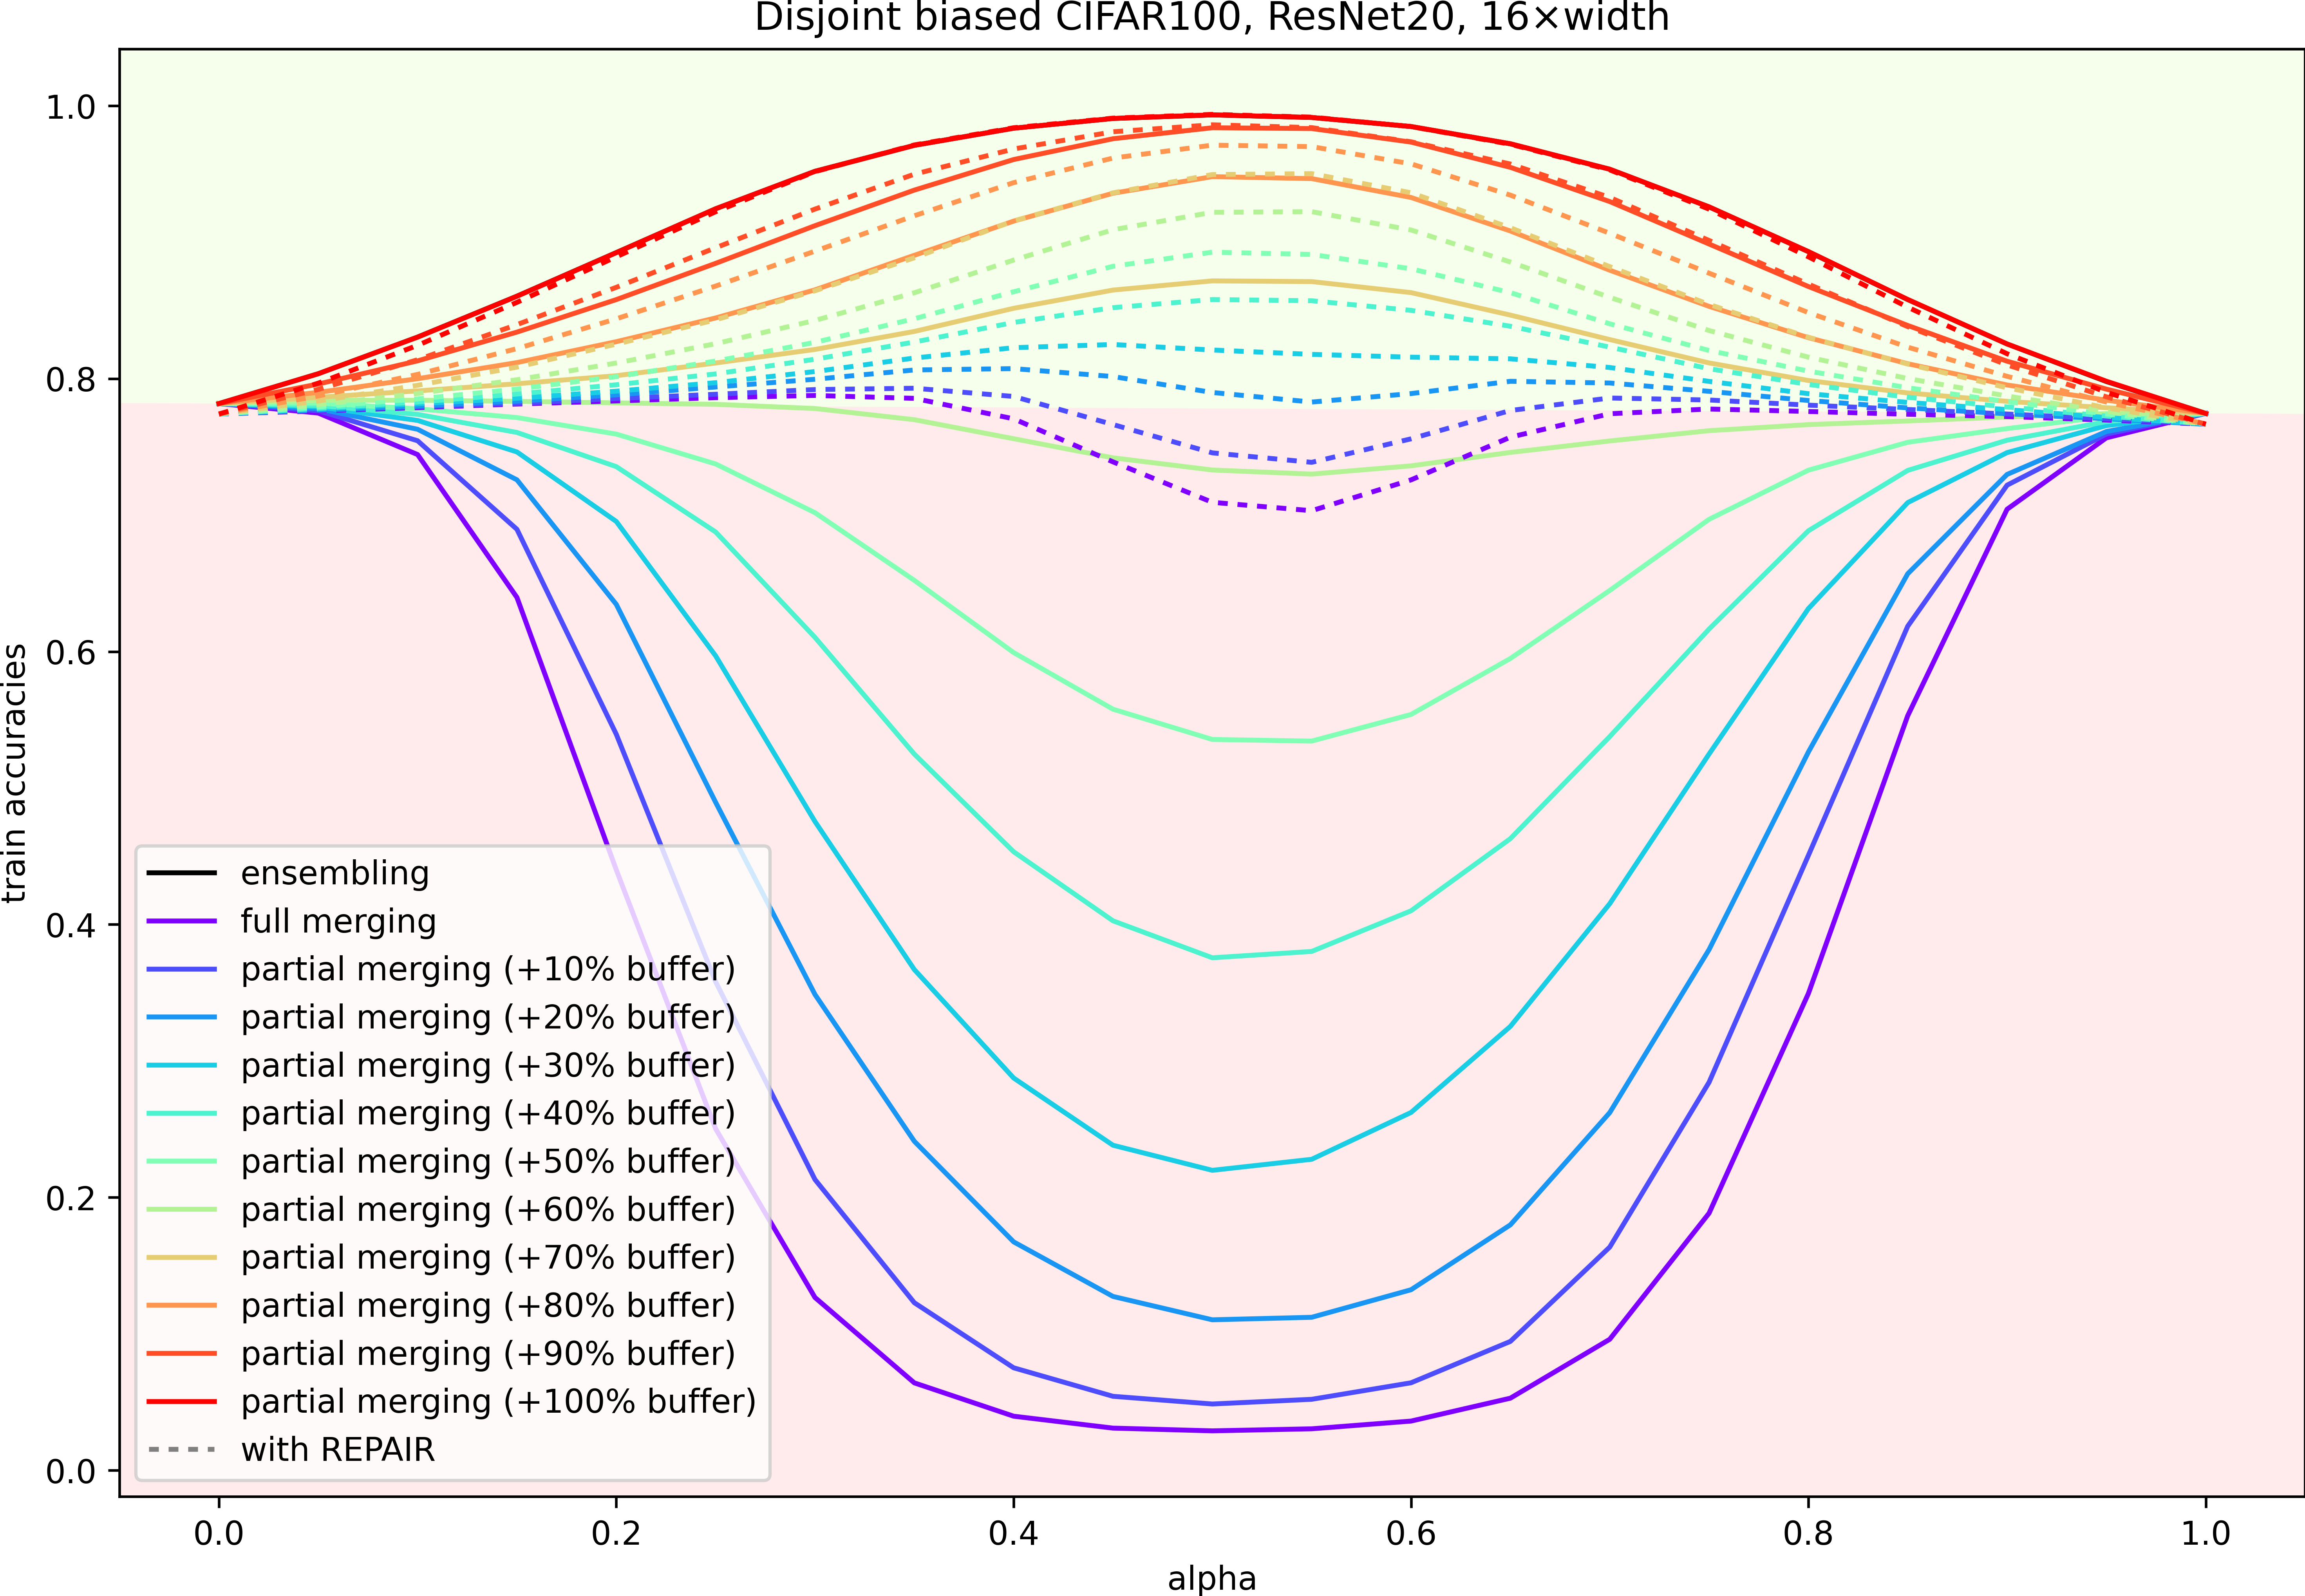 Disjoint biased CIFAR100, ResNet20, 16×width
train accuracies
1.0
0.8
0.6
0.4
0.2
0.0
ensembling
full merging
partial merging (+10% buffer)
partial merging (+20% buffer)
partial merging (+30% buffer)
partial merging (+40% buffer)
partial merging (+50% buffer)
partial merging (+60% buffer)
partial merging (+70% buffer)
partial merging (+80% buffer)
partial merging (+90% buffer)
partial merging (+100% buffer)
with REPAIR
0.0 0.2 0.4 0.6 0.8 1.0
alpha